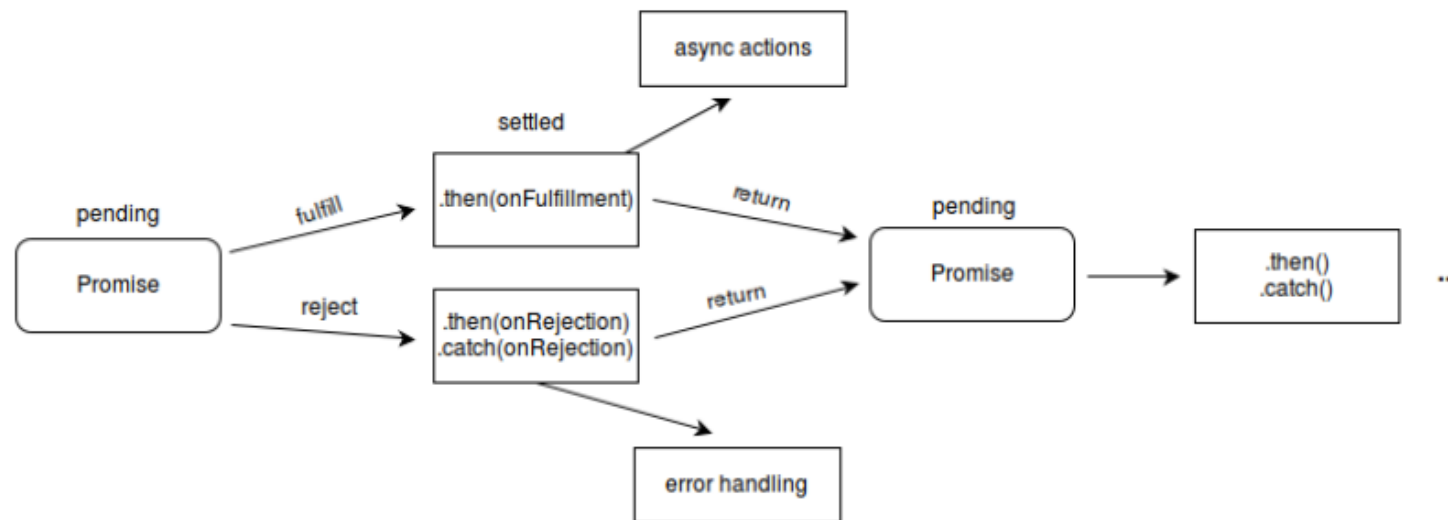 async actions
settled
.then(onFulfillment)
fulfill
return
pending
pending
Promise
Promise
.then()
.catch()
..
reject
.then(onRejection)
.catch(onRejection)
return
error handling